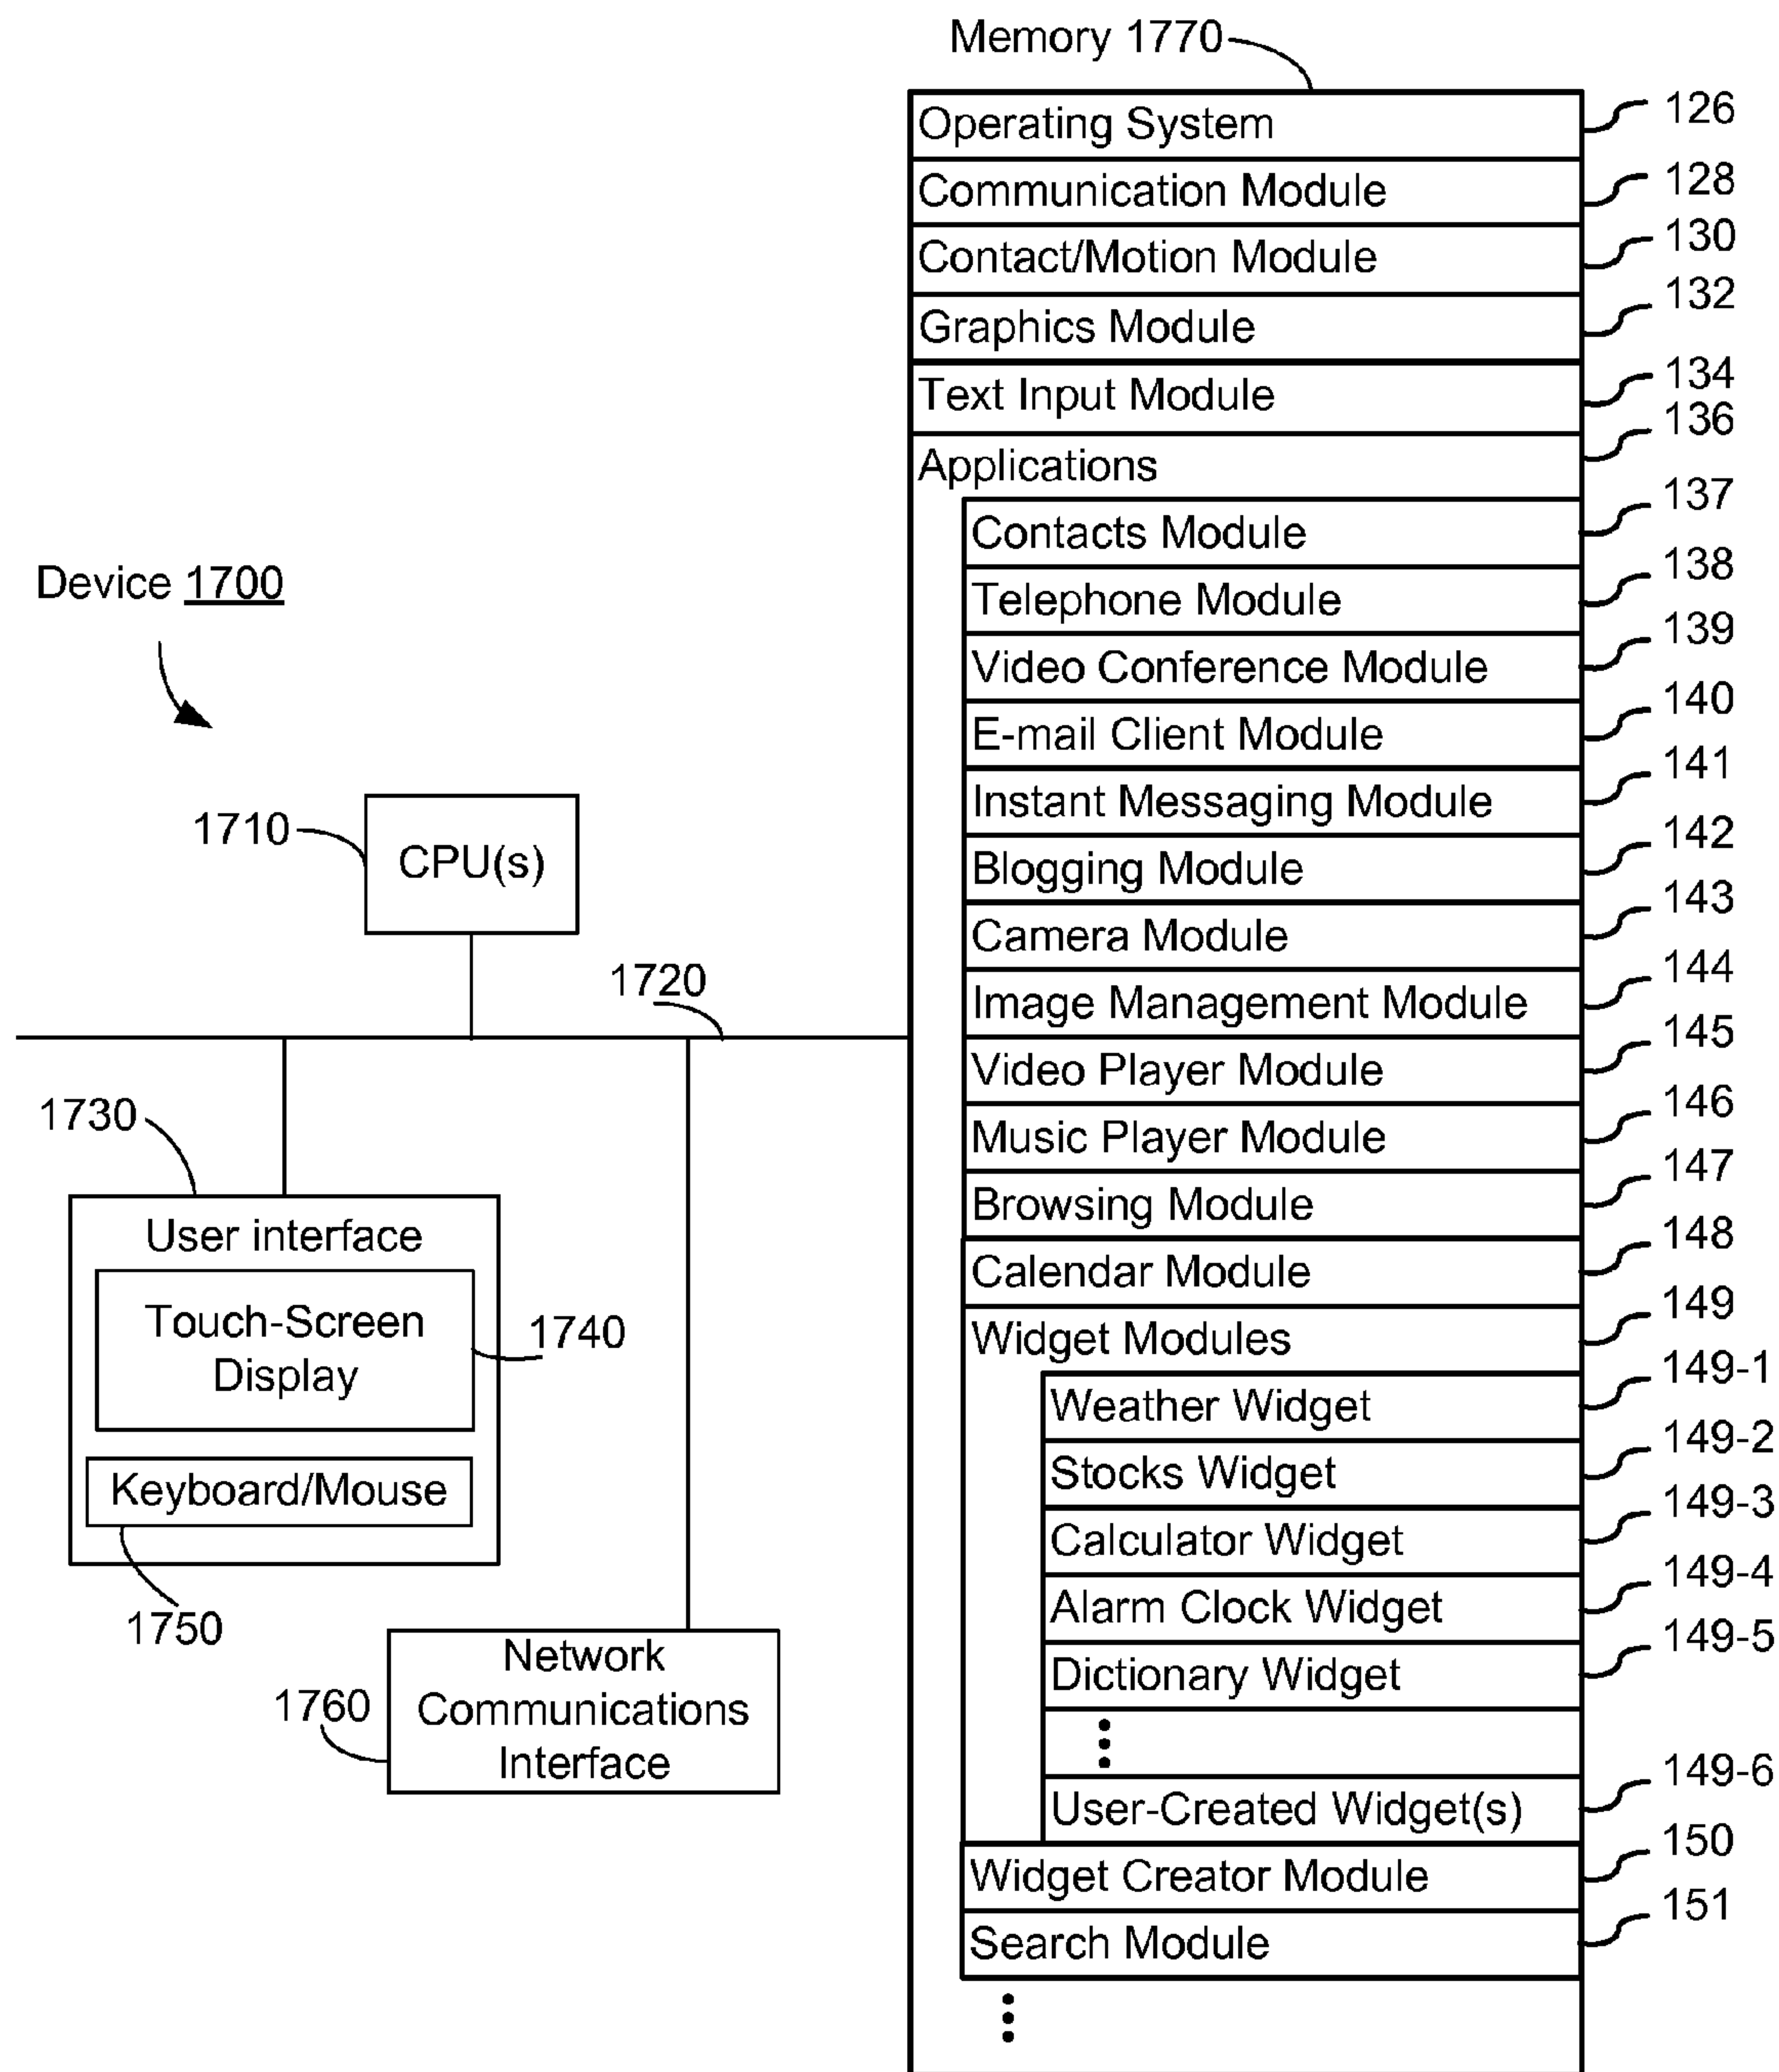 Memory 1770
Operating System 126
Communication Module 128
Contact/Motion Module 130
Graphics Module 132
Text Input Module 134
Applications 136
Contacts Module 137
Telephone Module 138
Video Conference Module 139
E-mail Client Module 140
Instant Messaging Module 141
Blogging Module 142
Camera Module 143
Image Management Module 144
Video Player Module 145
Music Player Module 146
Browsing Module 147
Calendar Module 148
Widget Modules 149
Weather Widget 149-1
Stocks Widget 149-2
Calculator Widget 149-3
Alarm Clock Widget 149-4
Dictionary Widget 149-5
User-Created Widget(s) 149-6
Widget Creator Module 150
Search Module 151
Device 1700
1710
CPU(s)
1720
1730
User interface
Touch-Screen
Display
1740
Keyboard/Mouse
1750
1760
Network
Communications
Interface